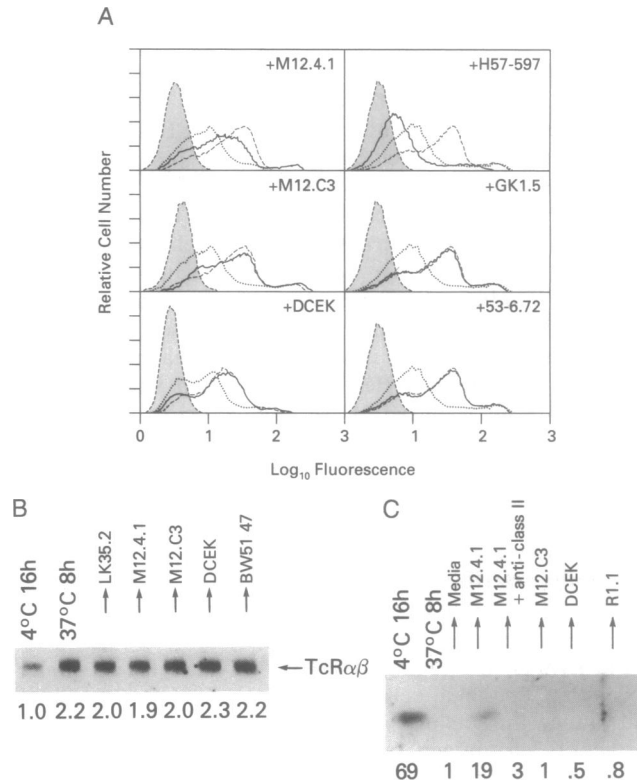 A
+M12.4.1
+H57-597
+M12.C3
+GK1.5
+DCEK
+53-6.72
Relative Cell Number
0 1 2 3 1 2 3
Log10 Fluorescence
B
4°C 16h
37°C 8h
LK35.2
M12.4.1
M12.C3
DCEK
BW51 47
TcRαβ
1.0 2.2 2.0 1.9 2.0 2.3 2.2
C
4°C 16h
37°C 8h
Media
M12.4.1
M12.4.1
+ anti-class II
M12.C3
DCEK
R1.1
69 1 19 3 1 .5 .8